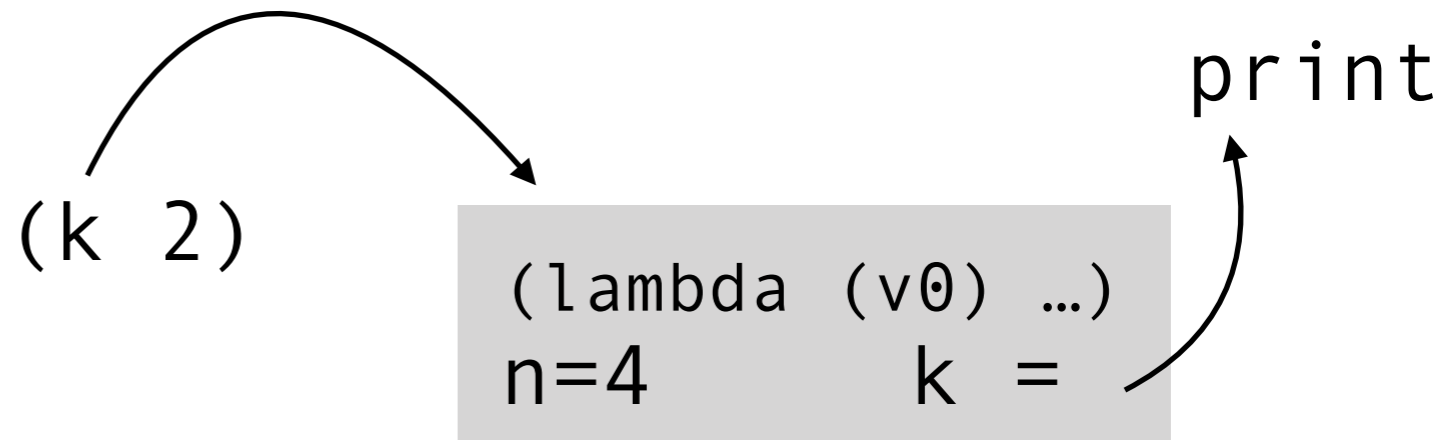 print
(k 2)
(lambda (v0) …)
n=4 k =